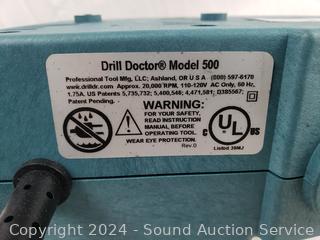 Drill Doctor® Model 500
Professional Tool Mfg, LLC; Ashland, OR U S A (800) 597-6170
www.drilldr.com, Approx. 20,000 RPM, 110-120V AC Only, 60 Hz,
1.75A. US Patents 5,735,732; 5,400,546; 4,471,581; D385567;
Patent Pending.
WARNING:
FOR YOUR SAFETY,
READ INSTRUCTION
MANUAL BEFORE
OPERATING TOOL.
WEAR EYE PROTECTION.
Rev.0
C UL US
®
Listed 39MJ
Copyright 2024 - Sound Auction Service